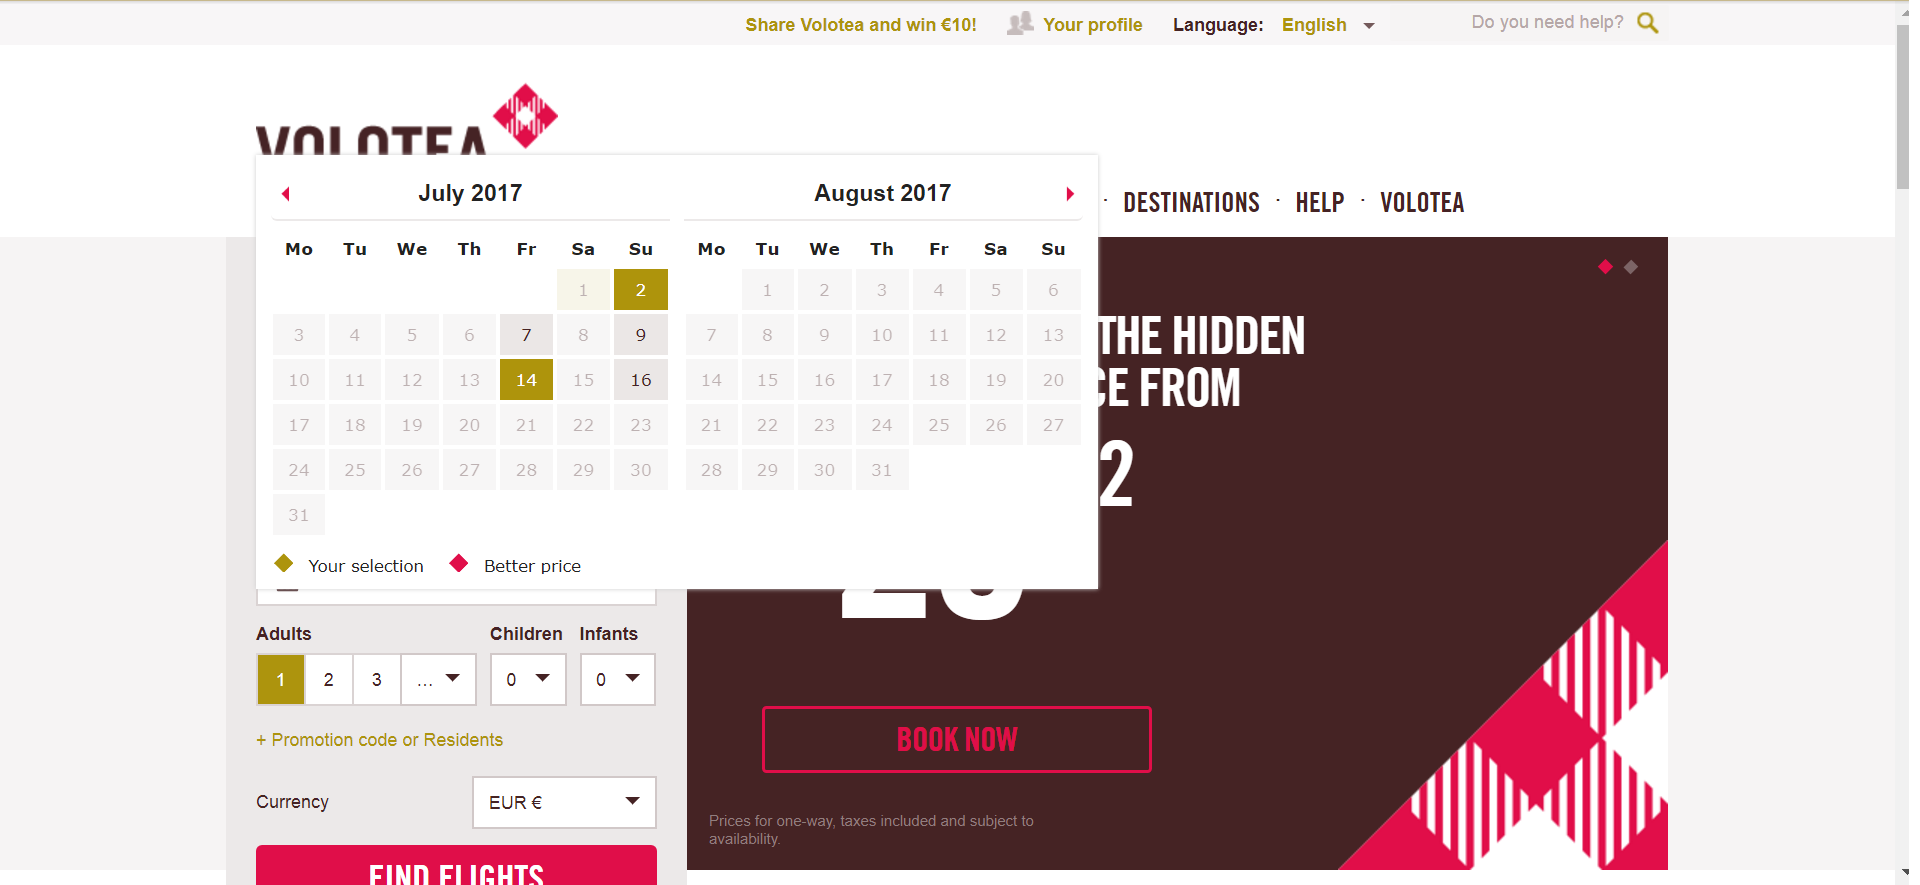 Share Volotea and win €10!
Your profile
Language: English
Do you need help?
VOLOTEA
DESTINATIONS · HELP · VOLOTEA
July 2017
Mo Tu We Th Fr Sa Su
1 2
3 4 5 6 7 8 9
10 11 12 13 14 15 16
17 18 19 20 21 22 23
24 25 26 27 28 29 30
31
August 2017
Mo Tu We Th Fr Sa Su
1 2 3 4 5 6
7 8 9 10 11 12 13
14 15 16 17 18 19 20
21 22 23 24 25 26 27
28 29 30 31
Your selection
Better price
THE HIDDEN
FROM
2
Adults
1 2 3 ...
Children
0
Infants
0
+ Promotion code or Residents
Currency
EUR €
FIND FLIGHTS
BOOK NOW
Prices for one-way, taxes included and subject to
availability.